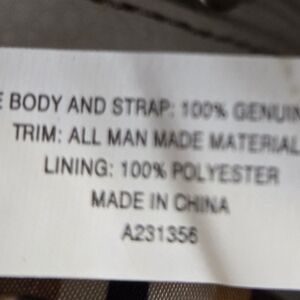 E BODY AND STRAP: 100% GENUIN
TRIM: ALL MAN MADE MATERIAL
LINING: 100% POLYESTER
MADE IN CHINA
A231356